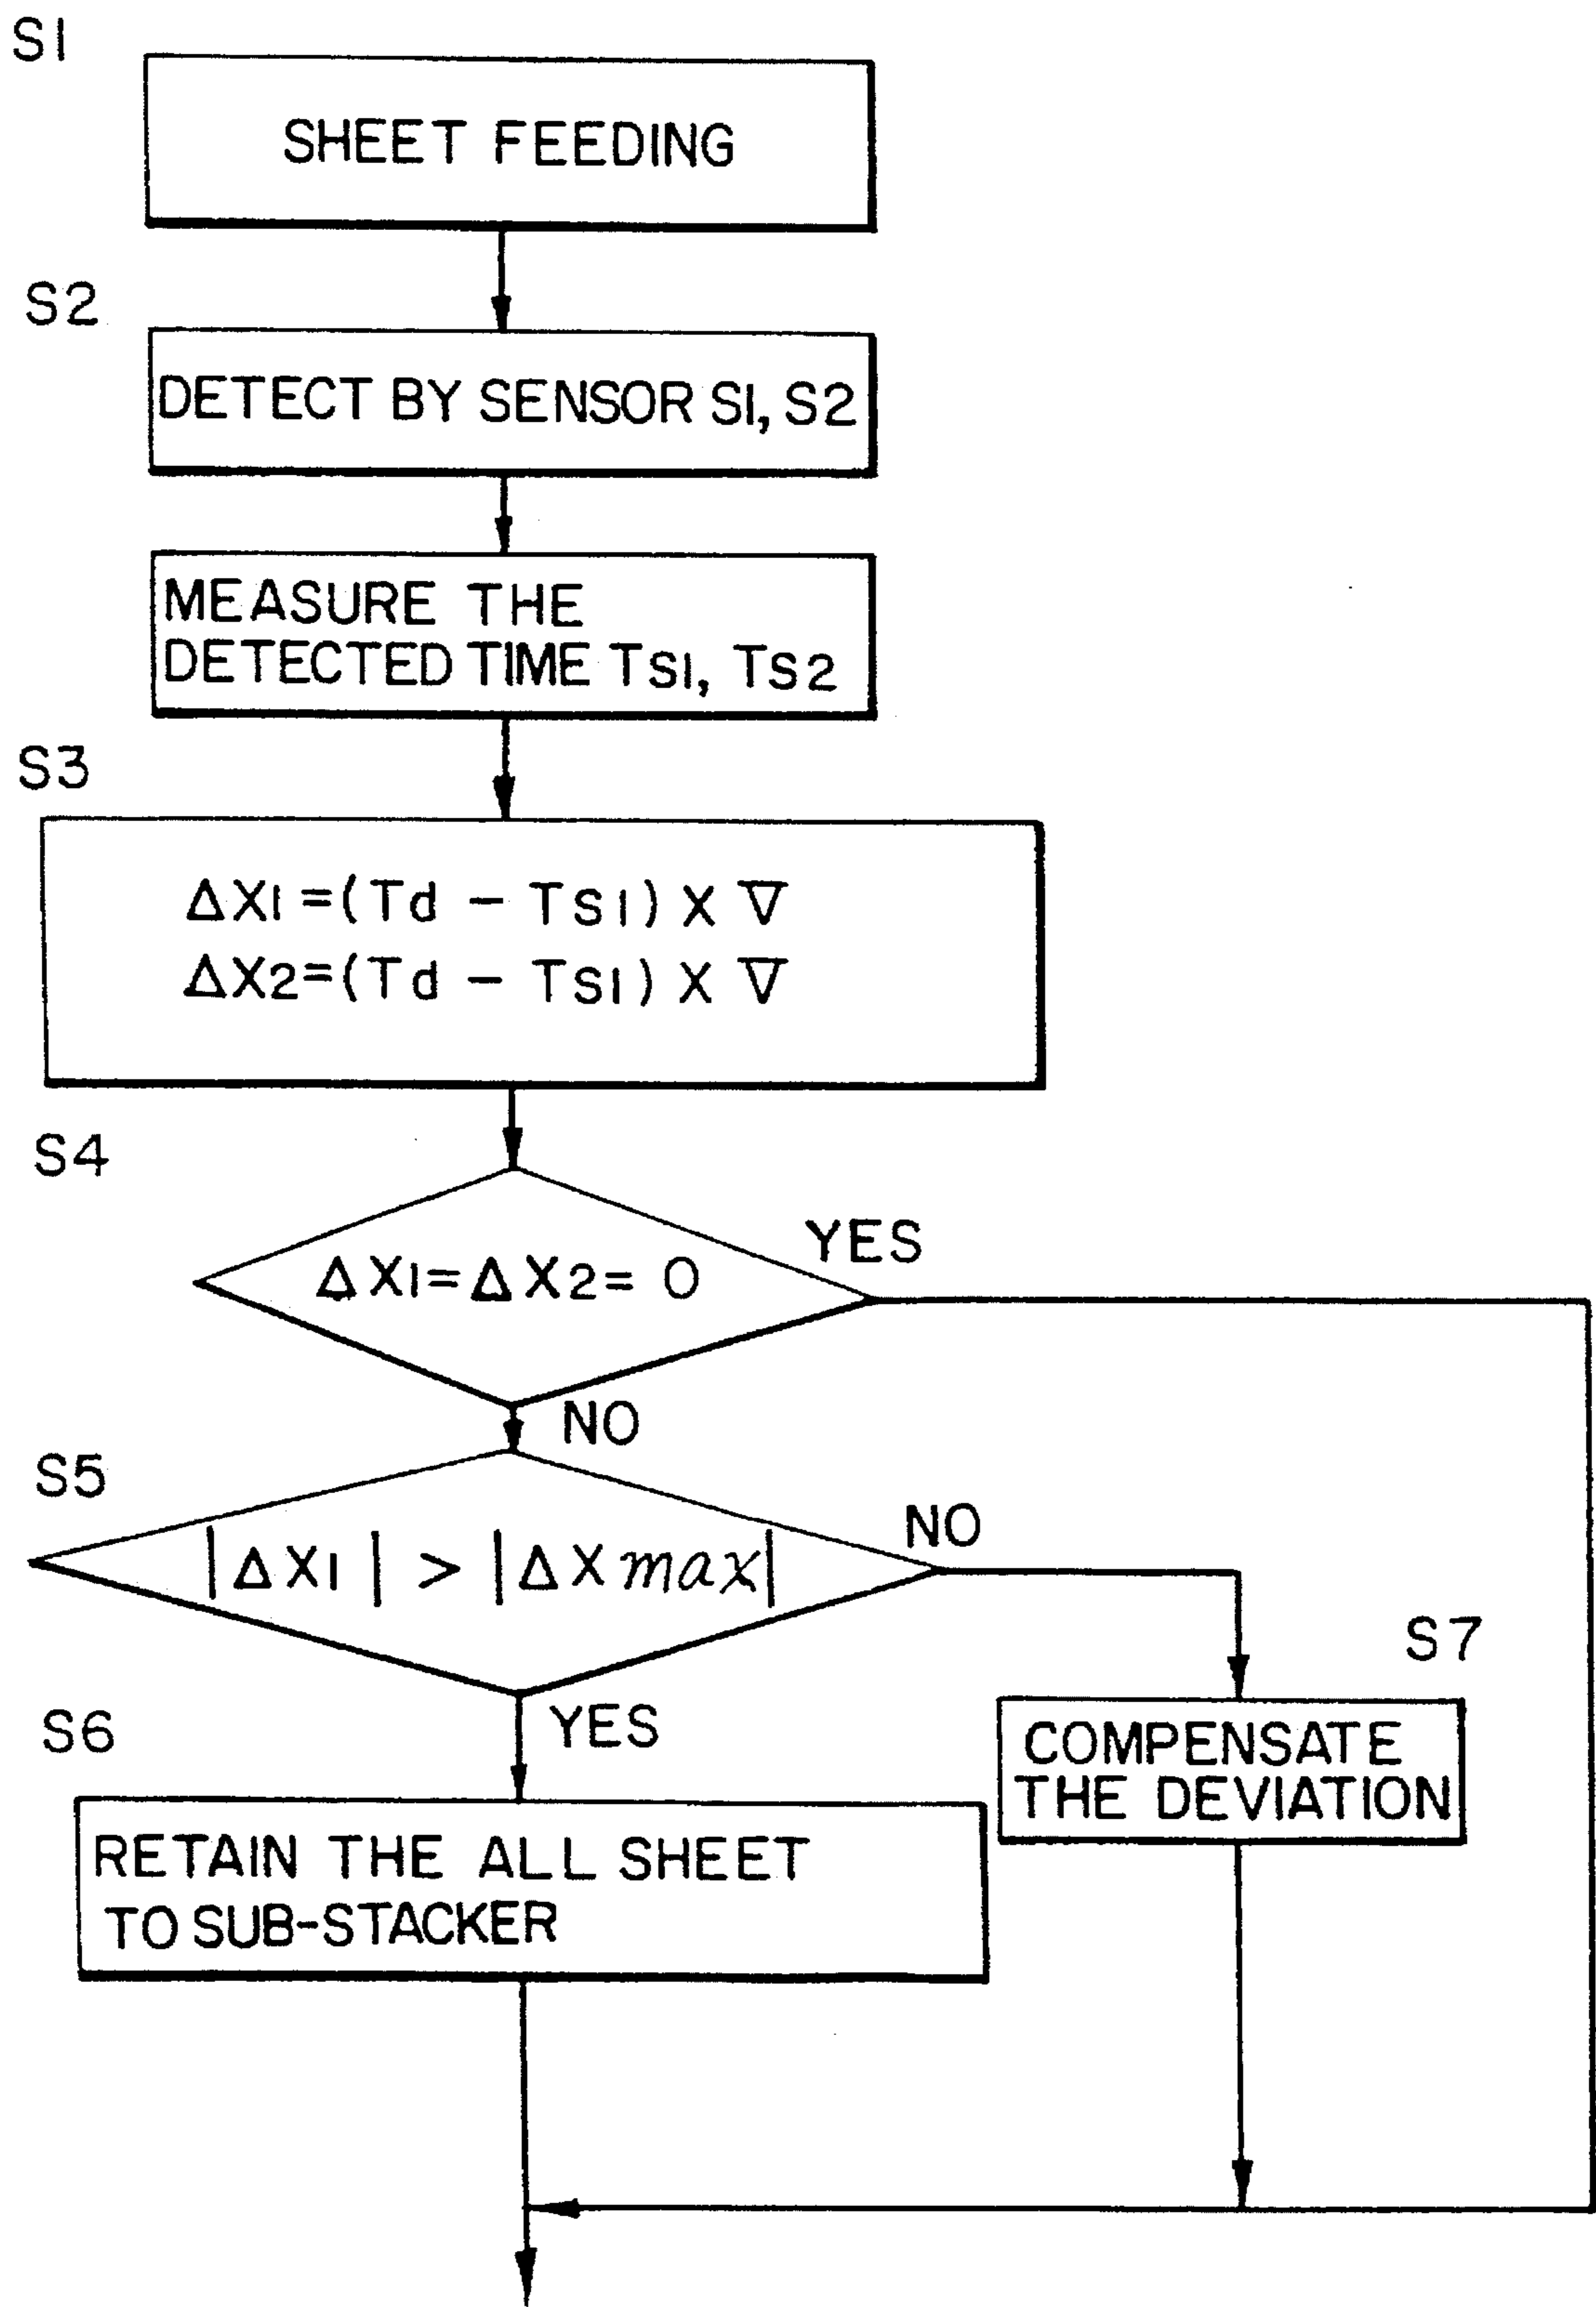 S1
SHEET FEEDING
S2
DETECT BY SENSOR S1, S2
MEASURE THE
DETECTED TIME TS1, TS2
S3
ΔX1=(Td - TS1) X ∇
ΔX2=(Td - TS1) X ∇
S4
ΔX1=ΔX2= 0
YES
NO
S5
|ΔX1| > |ΔX max|
NO
S7
COMPENSATE
THE DEVIATION
YES
S6
RETAIN THE ALL SHEET
TO SUB-STACKER